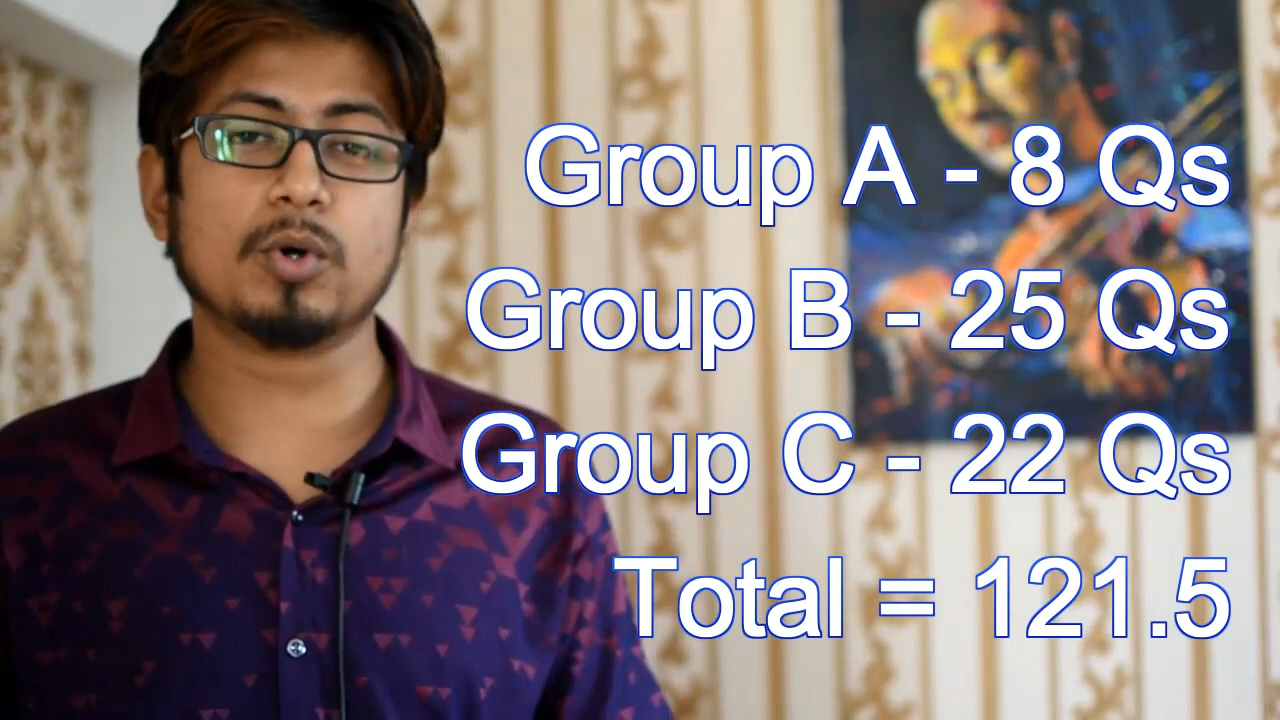 Group A - 8 Qs
Group B - 25 Qs
Group C - 22 Qs
Total = 121.5